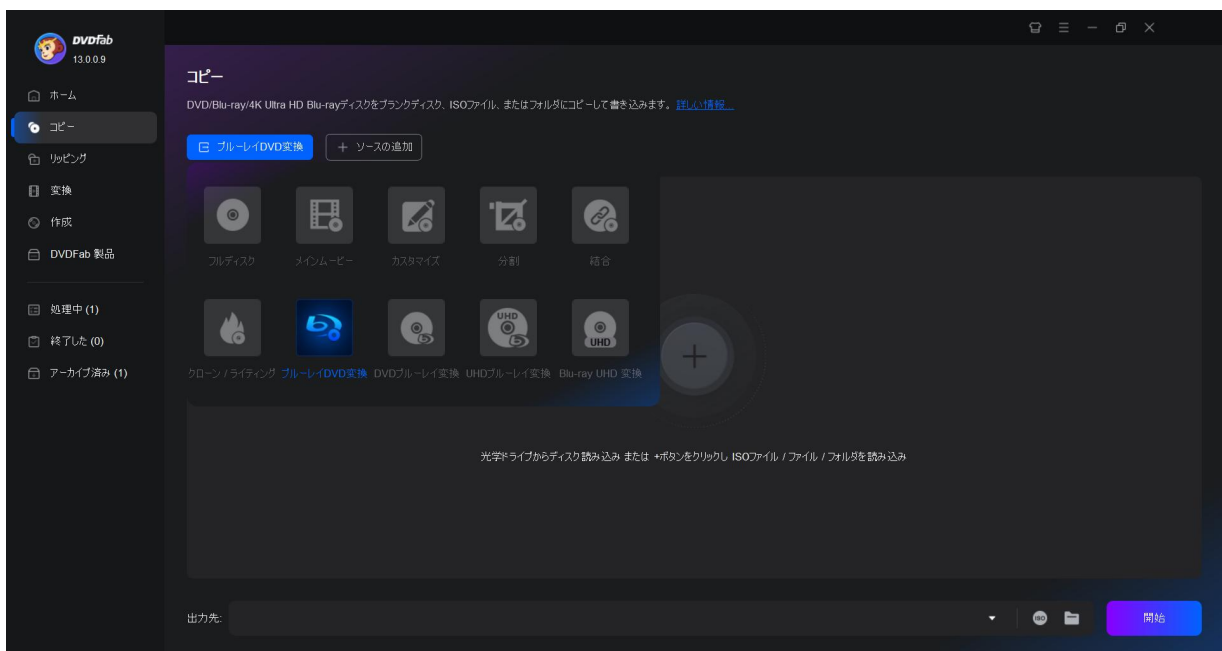 DVDFab
13.0.0.9
ホーム
コピー
リッピング
変換
作成
DVDFab 製品
処理中 (1)
終了した (0)
アーカイブ済み (1)
コピー
DVD/Blu-ray/4K Ultra HD Blu-rayディスクをブランクディスク、ISOファイル、またはフォルダにコピーして書き込みます。 詳しい情報...
ブルーレイDVD変換
ソースの追加
フルディスク メインムービー カスタマイズ 分割 結合
UHD UHD
クローン / ライティング ブルーレイDVD変換 DVDブルーレイ変換 UHDブルーレイ変換 Blu-ray UHD 変換
光学ドライブからディスク読み込み または +ボタンをクリックし ISOファイル / ファイル / フォルダを読み込み
出力先:
ISO
開始